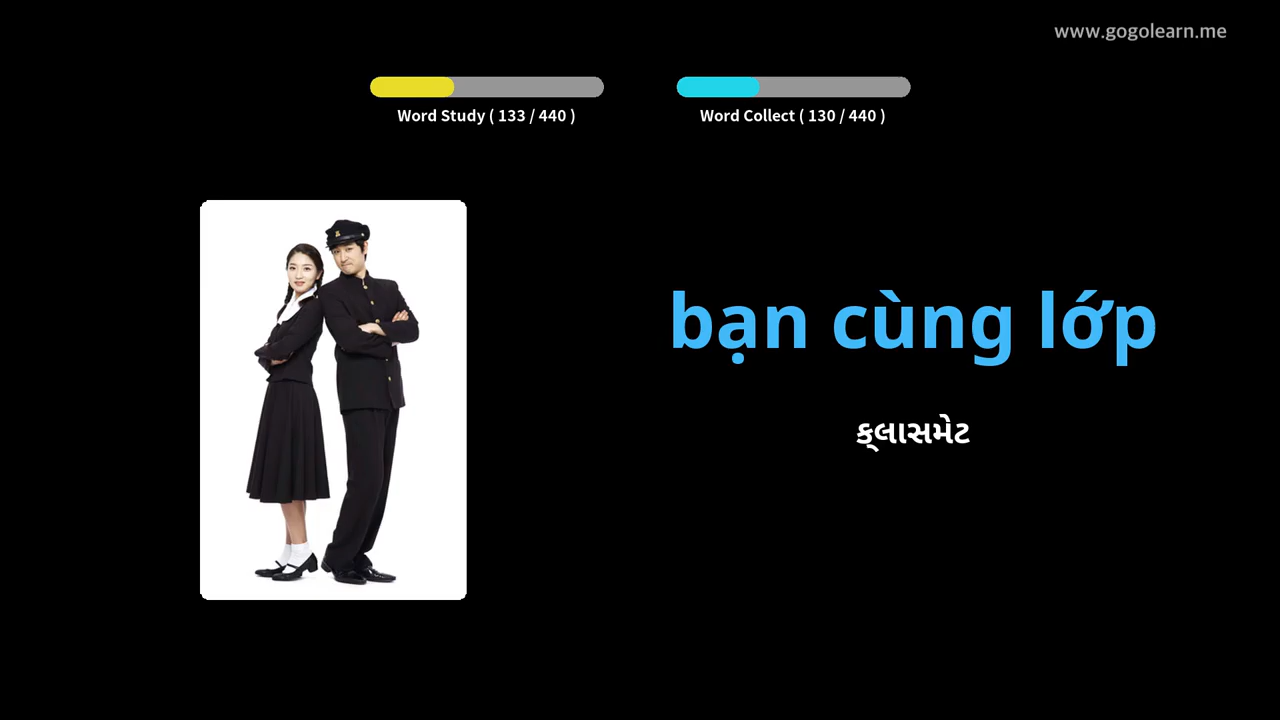 www.gogolearn.me
Word Study ( 133 / 440 )
Word Collect ( 130 / 440 )
bạn cùng lớp
ક્લાસમેટ